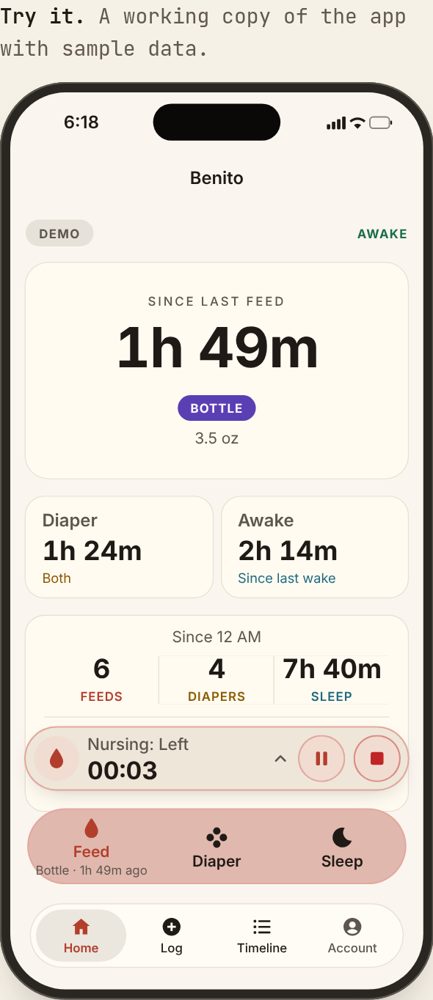 Try it. A working copy of the app
with sample data.
6:18
Benito
DEMO
AWAKE
SINCE LAST FEED
1h 49m
BOTTLE
3.5 oz
Diaper
1h 24m
Both
Awake
2h 14m
Since last wake
Since 12 AM
6
FEEDS
4
DIAPERS
7h 40m
SLEEP
Nursing: Left
00:03
Feed
Bottle · 1h 49m ago
Diaper
Sleep
Home
Log
Timeline
Account